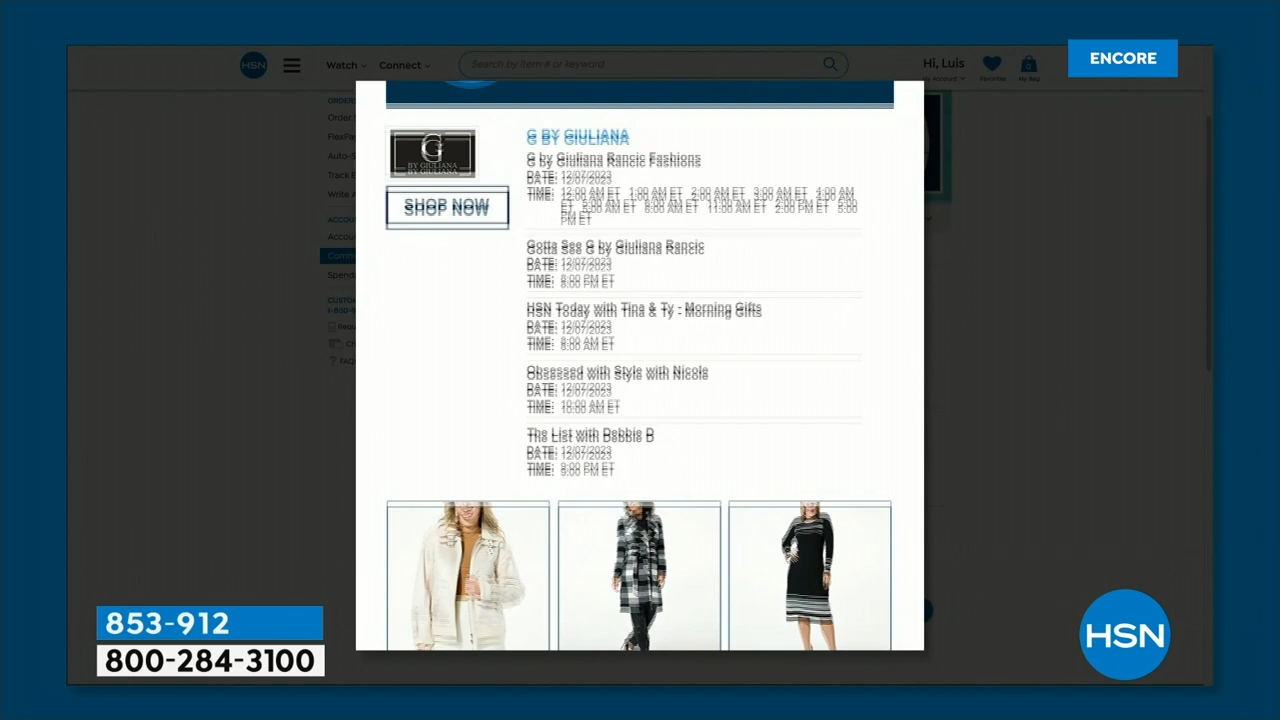 ENCORE
HSN
Watch
Connect
Search by item # or keyword
Hi, Luis
My Account
Favorites
My Bag
G
BY GIULIANA
SHOP NOW
G BY GIULIANA
G by Giuliana Rancic Fashions
DATE: 12/07/2023
TIME: 12:00 AM ET 1:00 AM ET 2:00 AM ET 3:00 AM ET 4:00 AM
ET 5:00 AM ET 6:00 AM ET 11:00 AM ET 2:00 PM ET 5:00
PM ET
Gotta See G by Giuliana Rancic
DATE: 12/07/2023
TIME: 8:00 PM ET
HSN Today with Tina & Ty - Morning Gifts
DATE: 12/07/2023
TIME: 8:00 AM ET
Obsessed with Style with Nicole
DATE: 12/07/2023
TIME: 10:00 AM ET
The List with Debbie D
DATE: 12/07/2023
TIME: 9:00 PM ET
853-912
800-284-3100
HSN